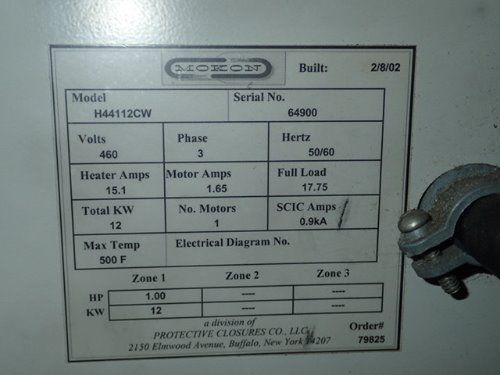 MOKON Built: 2/8/02
Model Serial No.
H44112CW 64900
Volts Phase Hertz
460 3 50/60
Heater Amps Motor Amps Full Load
15.1 1.65 17.75
Total KW No. Motors SCIC Amps
12 1 0.9kA
Max Temp Electrical Diagram No.
500 F
Zone 1 Zone 2 Zone 3
HP 1.00 ---- ----
KW 12 ---- ----
a division of
PROTECTIVE CLOSURES CO., LLC Order#
2150 Elmwood Avenue, Buffalo, New York 14207 79825